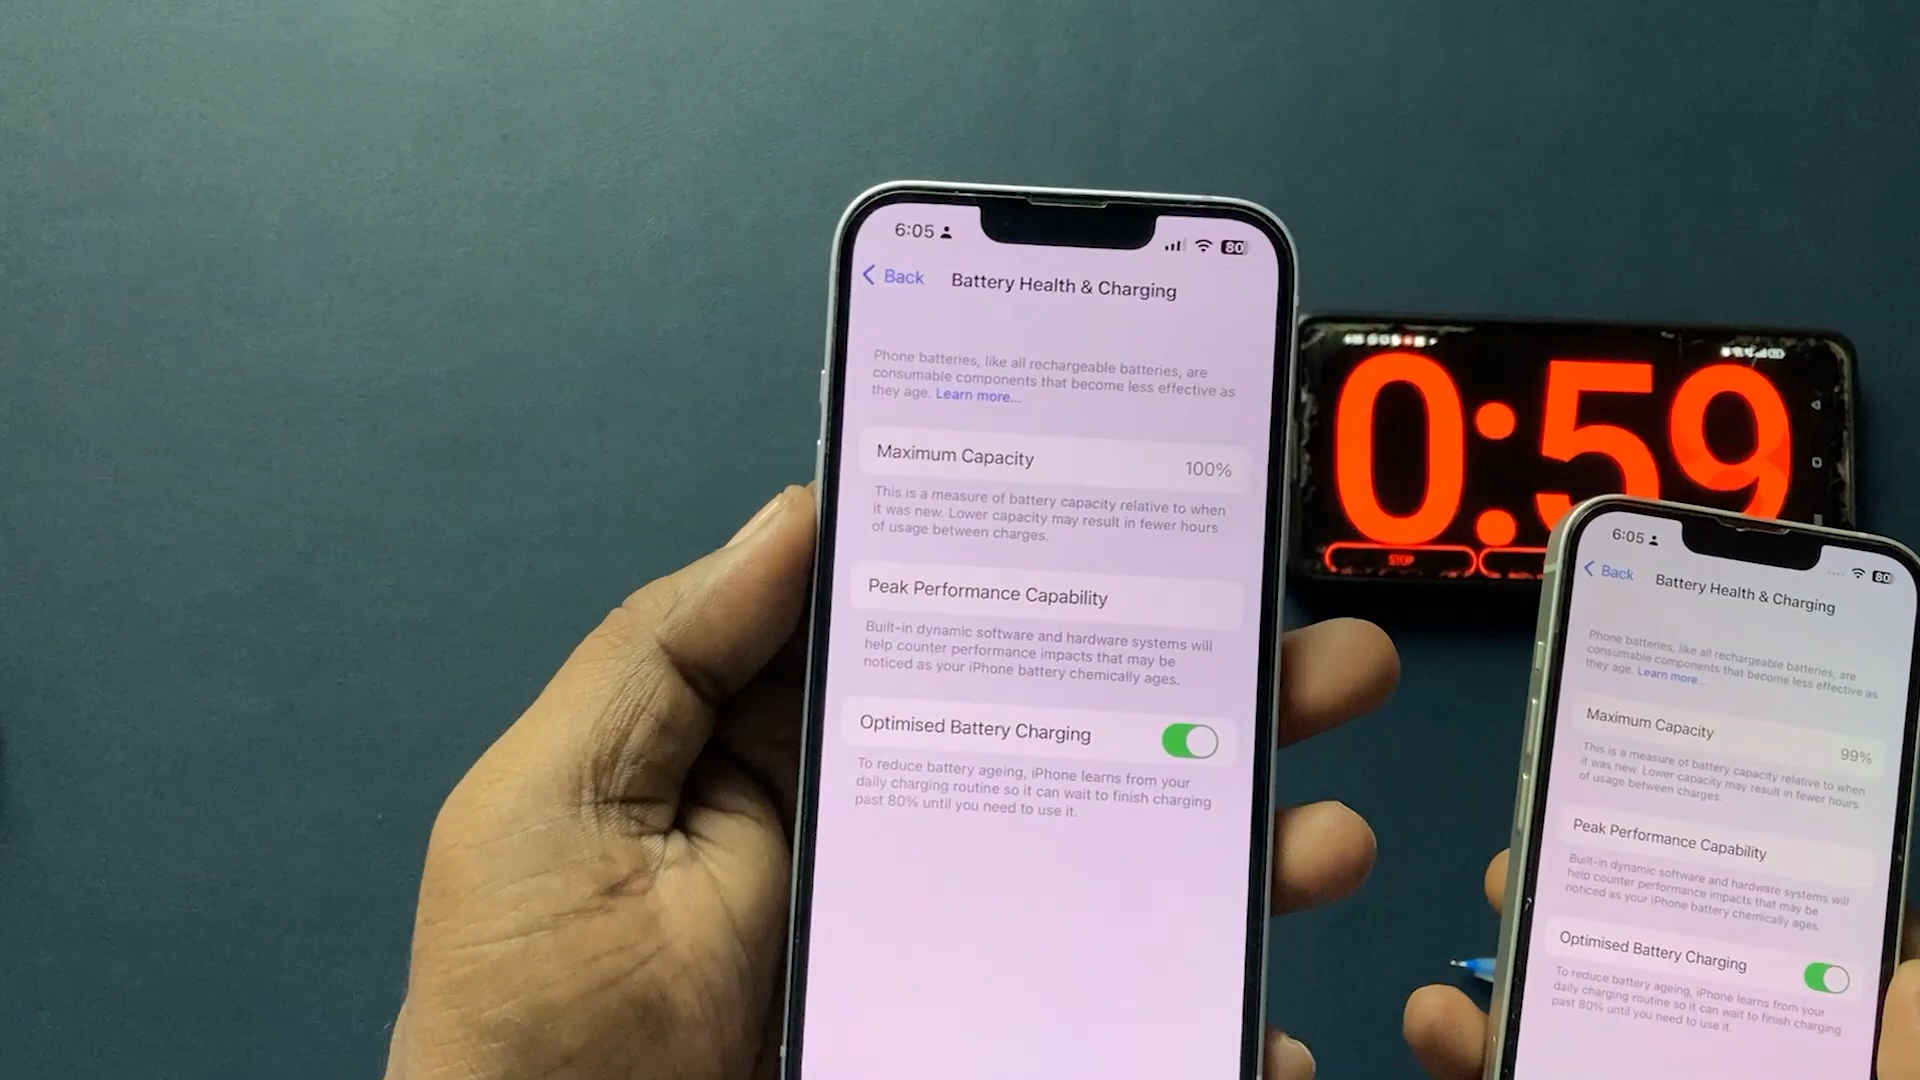 6:05
80
Back
Battery Health & Charging
Phone batteries, like all rechargeable batteries, are
consumable components that become less effective as
they age. Learn more...
Maximum Capacity
100%
This is a measure of battery capacity relative to when
it was new. Lower capacity may result in fewer hours
of usage between charges.
Peak Performance Capability
Built-in dynamic software and hardware systems will
help counter performance impacts that may be
noticed as your iPhone battery chemically ages.
Optimised Battery Charging
To reduce battery ageing, iPhone learns from your
daily charging routine so it can wait to finish charging
past 80% until you need to use it.
0:59
6:05
80
Back
Battery Health & Charging
Phone batteries, like all rechargeable batteries, are
consumable components that become less effective as
they age. Learn more...
Maximum Capacity
99%
This is a measure of battery capacity relative to when
it was new. Lower capacity may result in fewer hours
of usage between charges.
Peak Performance Capability
Built-in dynamic software and hardware systems will
help counter performance impacts that may be
noticed as your iPhone battery chemically ages.
Optimised Battery Charging
To reduce battery ageing, iPhone learns from your
daily charging routine so it can wait to finish charging
past 80% until you need to use it.